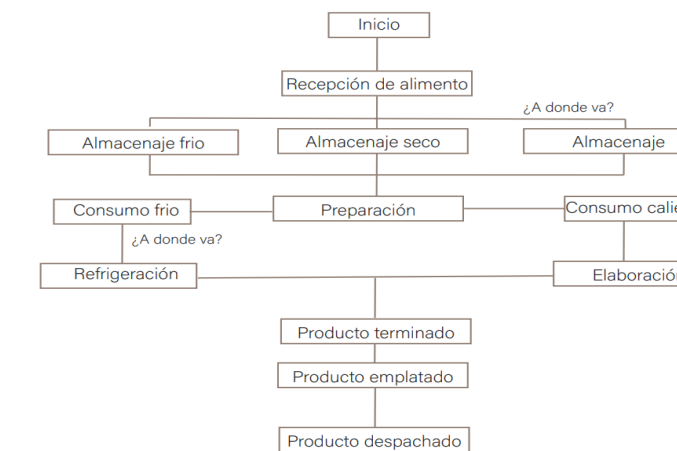 Inicio
Recepción de alimento
¿A donde va?
Almacenaje frio
Almacenaje seco
Almacenaje
Consumo frio
Preparación
Consumo
¿A donde va?
Refrigeración
Producto terminado
Producto emplatado
Producto despachado